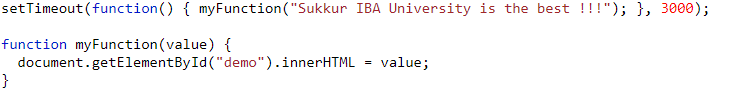 setTimeout(function() { myFunction("Sukkur IBA University is the best !!!"); }, 3000);
function myFunction(value) {
  document.getElementById("demo").innerHTML = value;
}